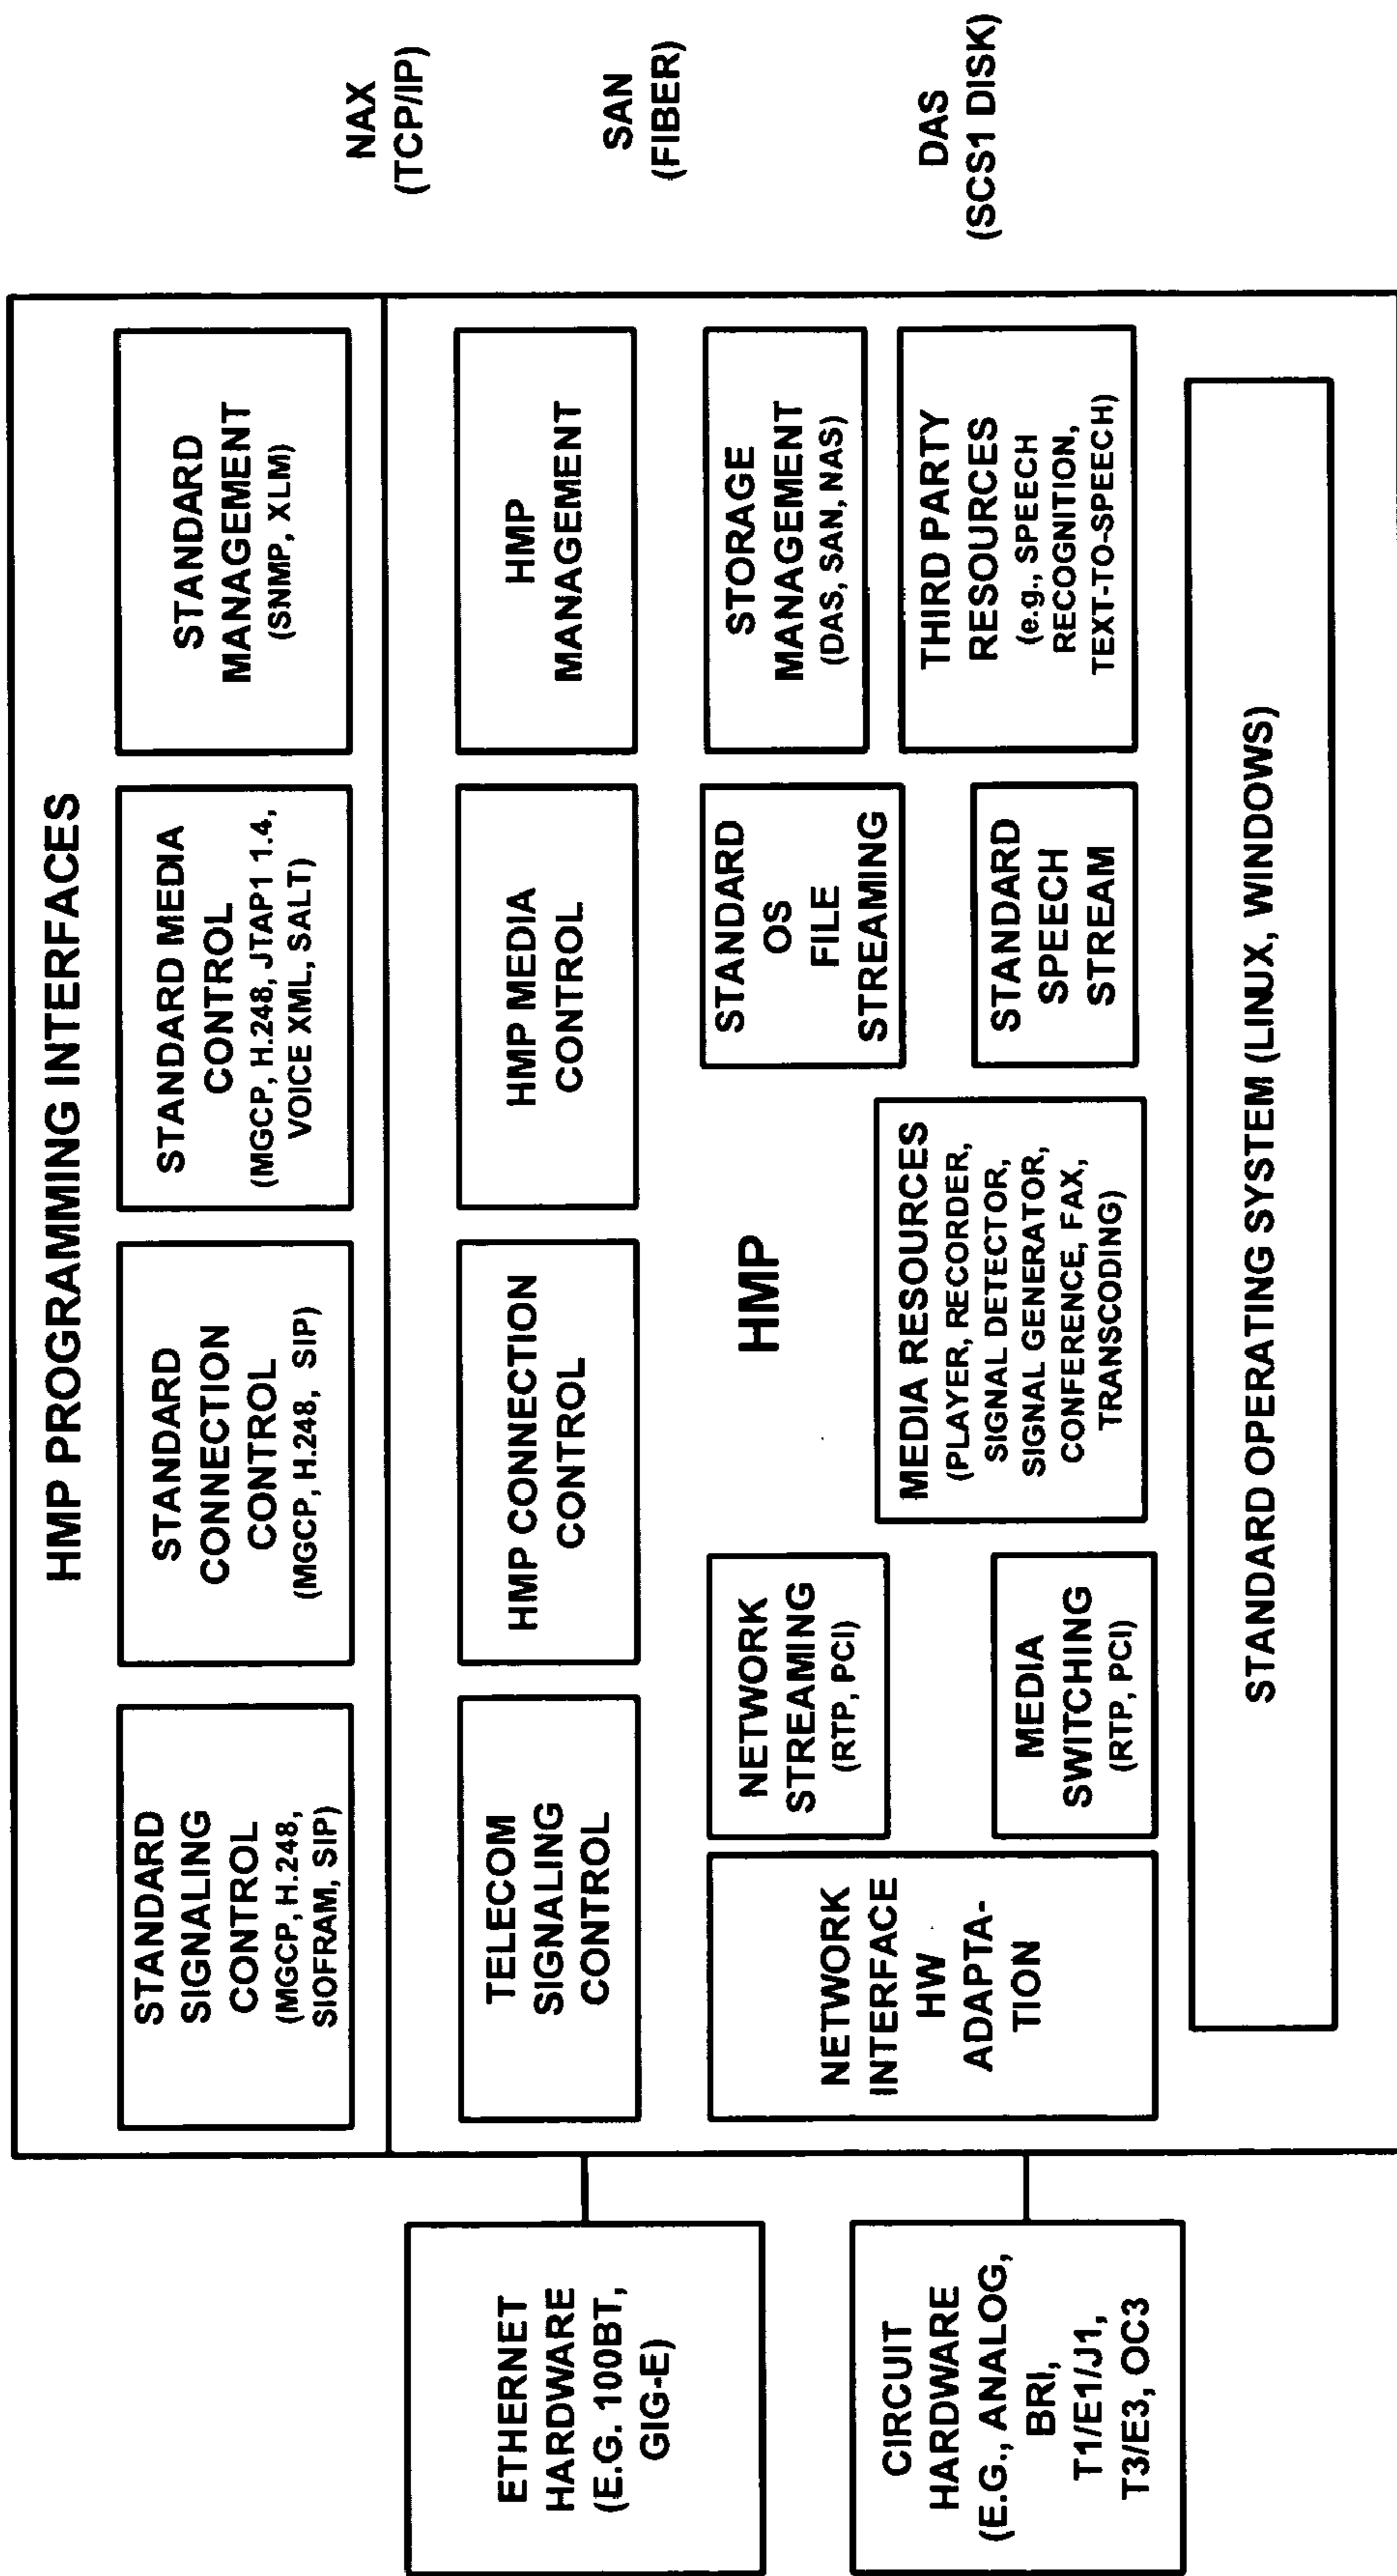 HMP PROGRAMMING INTERFACES
STANDARD
SIGNALING
CONTROL
(MGCP, H.248,
SIOFRAM, SIP)
STANDARD
CONNECTION
CONTROL
(MGCP, H.248, SIP)
STANDARD MEDIA
CONTROL
(MGCP, H.248, JTAP1 1.4,
VOICE XML, SALT)
STANDARD
MANAGEMENT
(SNMP, XLM)
NAX
(TCP/IP)
SAN
(FIBER)
DAS
(SCS1 DISK)
ETHERNET
HARDWARE
(E.G. 100BT,
GIG-E)
CIRCUIT
HARDWARE
(E.G., ANALOG,
BRI,
T1/E1/J1,
T3/E3, OC3
TELECOM
SIGNALING
CONTROL
HMP CONNECTION
CONTROL
HMP MEDIA
CONTROL
HMP
MANAGEMENT
NETWORK
INTERFACE
HW
ADAPTA-
TION
NETWORK
STREAMING
(RTP, PCI)
MEDIA
SWITCHING
(RTP, PCI)
HMP
MEDIA RESOURCES
(PLAYER, RECORDER,
SIGNAL DETECTOR,
SIGNAL GENERATOR,
CONFERENCE, FAX,
TRANSCODING)
STANDARD
OS
FILE
STREAMING
STANDARD
SPEECH
STREAM
STORAGE
MANAGEMENT
(DAS, SAN, NAS)
THIRD PARTY
RESOURCES
(e.g., SPEECH
RECOGNITION,
TEXT-TO-SPEECH)
STANDARD OPERATING SYSTEM (LINUX, WINDOWS)